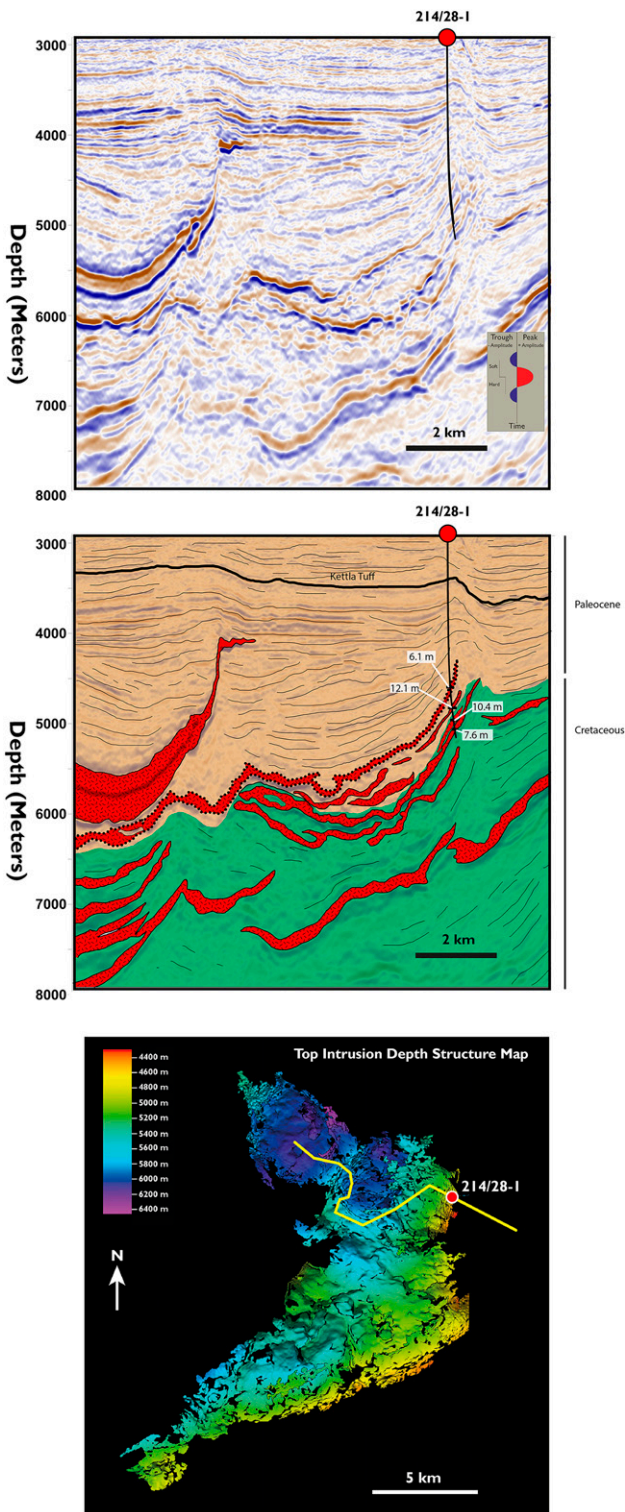 214/28-1
3000
4000
5000
6000
7000
8000
Depth (Meters)
Trough
Peak
- Amplitude
+ Amplitude
Soft
Hard
Time
2 km
214/28-1
3000
4000
5000
6000
7000
8000
Depth (Meters)
Kettla Tuff
6.1 m
12.1 m
10.4 m
7.6 m
Paleocene
Cretaceous
2 km
Top Intrusion Depth Structure Map
4400 m
4600 m
4800 m
5000 m
5200 m
5400 m
5600 m
5800 m
6000 m
6200 m
6400 m
214/28-1
N
5 km